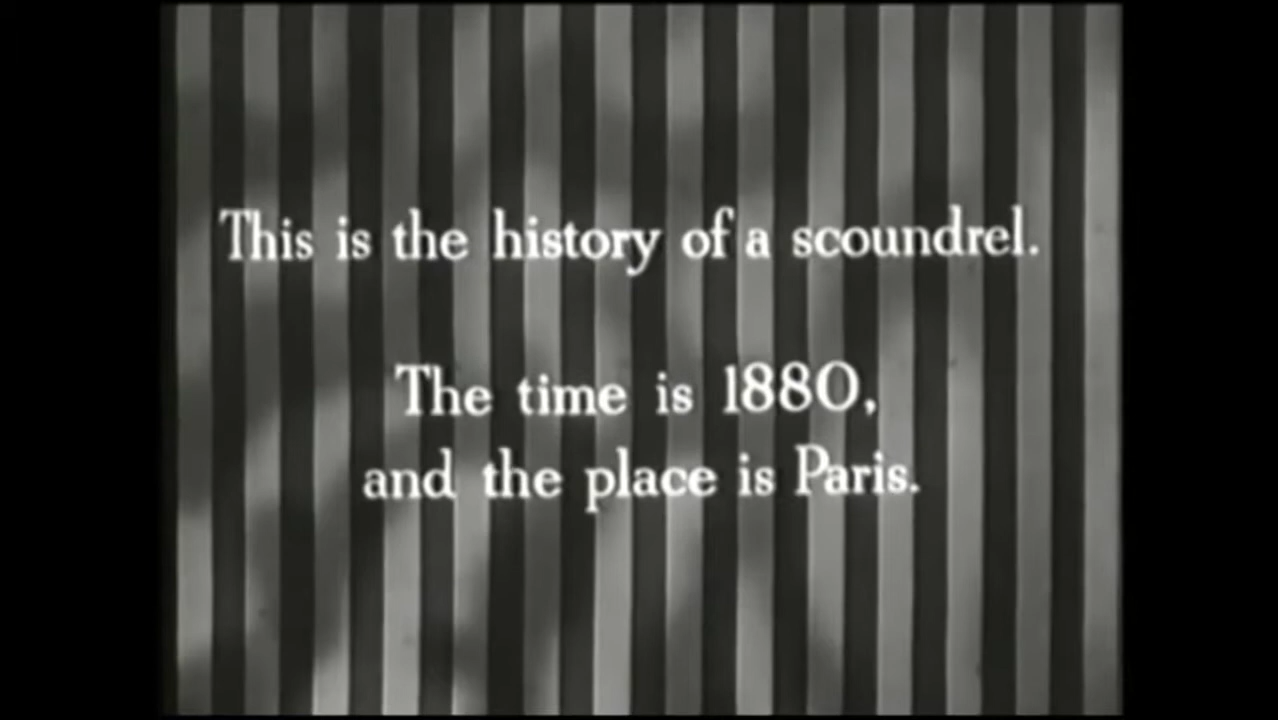 This is the history of a scoundrel.
The time is 1880,
and the place is Paris.